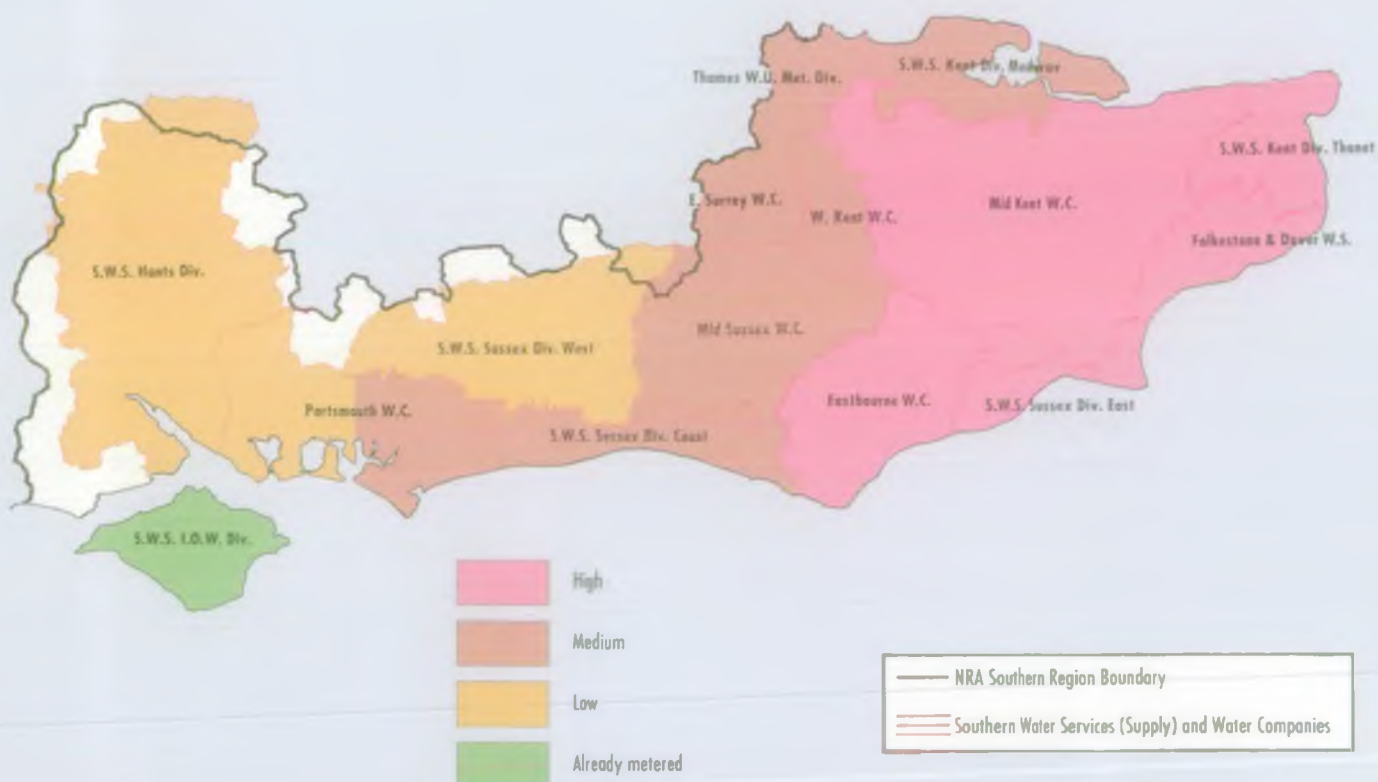 Thames W.U. Met. Div.
S.W.S. Kent Div. Medway
S.W.S. Kent Div. Thanet
E. Surrey W.C.
W. Kent W.C.
Mid Kent W.C.
Folkestone & Dover W.S.
S.W.S. Hants Div.
Mid Sussex W.C.
S.W.S. Sussex Div. West
Portsmouth W.C.
Eastbourne W.C.
S.W.S. Sussex Div. East
S.W.S. Sussex Div. Coast
S.W.S. I.O.W. Div.
High
Medium
Low
Already metered
NRA Southern Region Boundary
Southern Water Services (Supply) and Water Companies